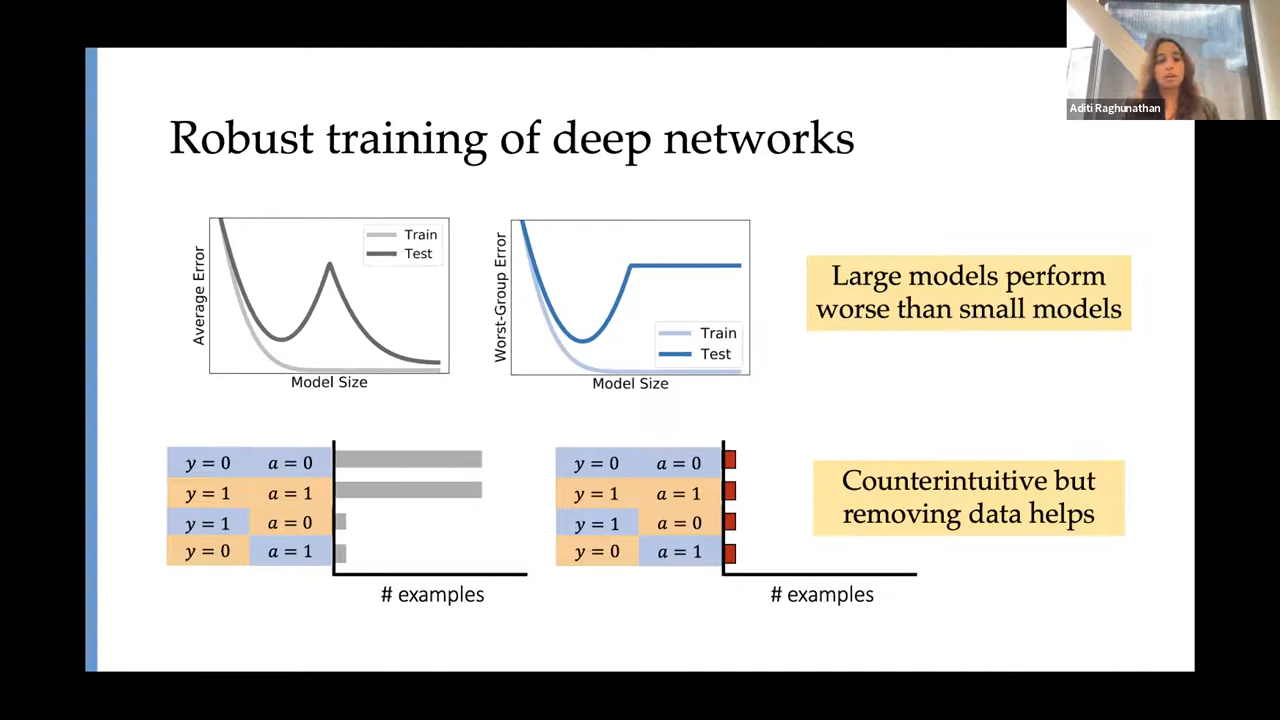 Aditi Raghunathan
Robust training of deep networks
Average Error
Train
Test
Model Size
Worst-Group Error
Train
Test
Model Size
Large models perform
worse than small models
y = 0 a = 0
y = 1 a = 1
y = 1 a = 0
y = 0 a = 1
# examples
y = 0 a = 0
y = 1 a = 1
y = 1 a = 0
y = 0 a = 1
# examples
Counterintuitive but
removing data helps